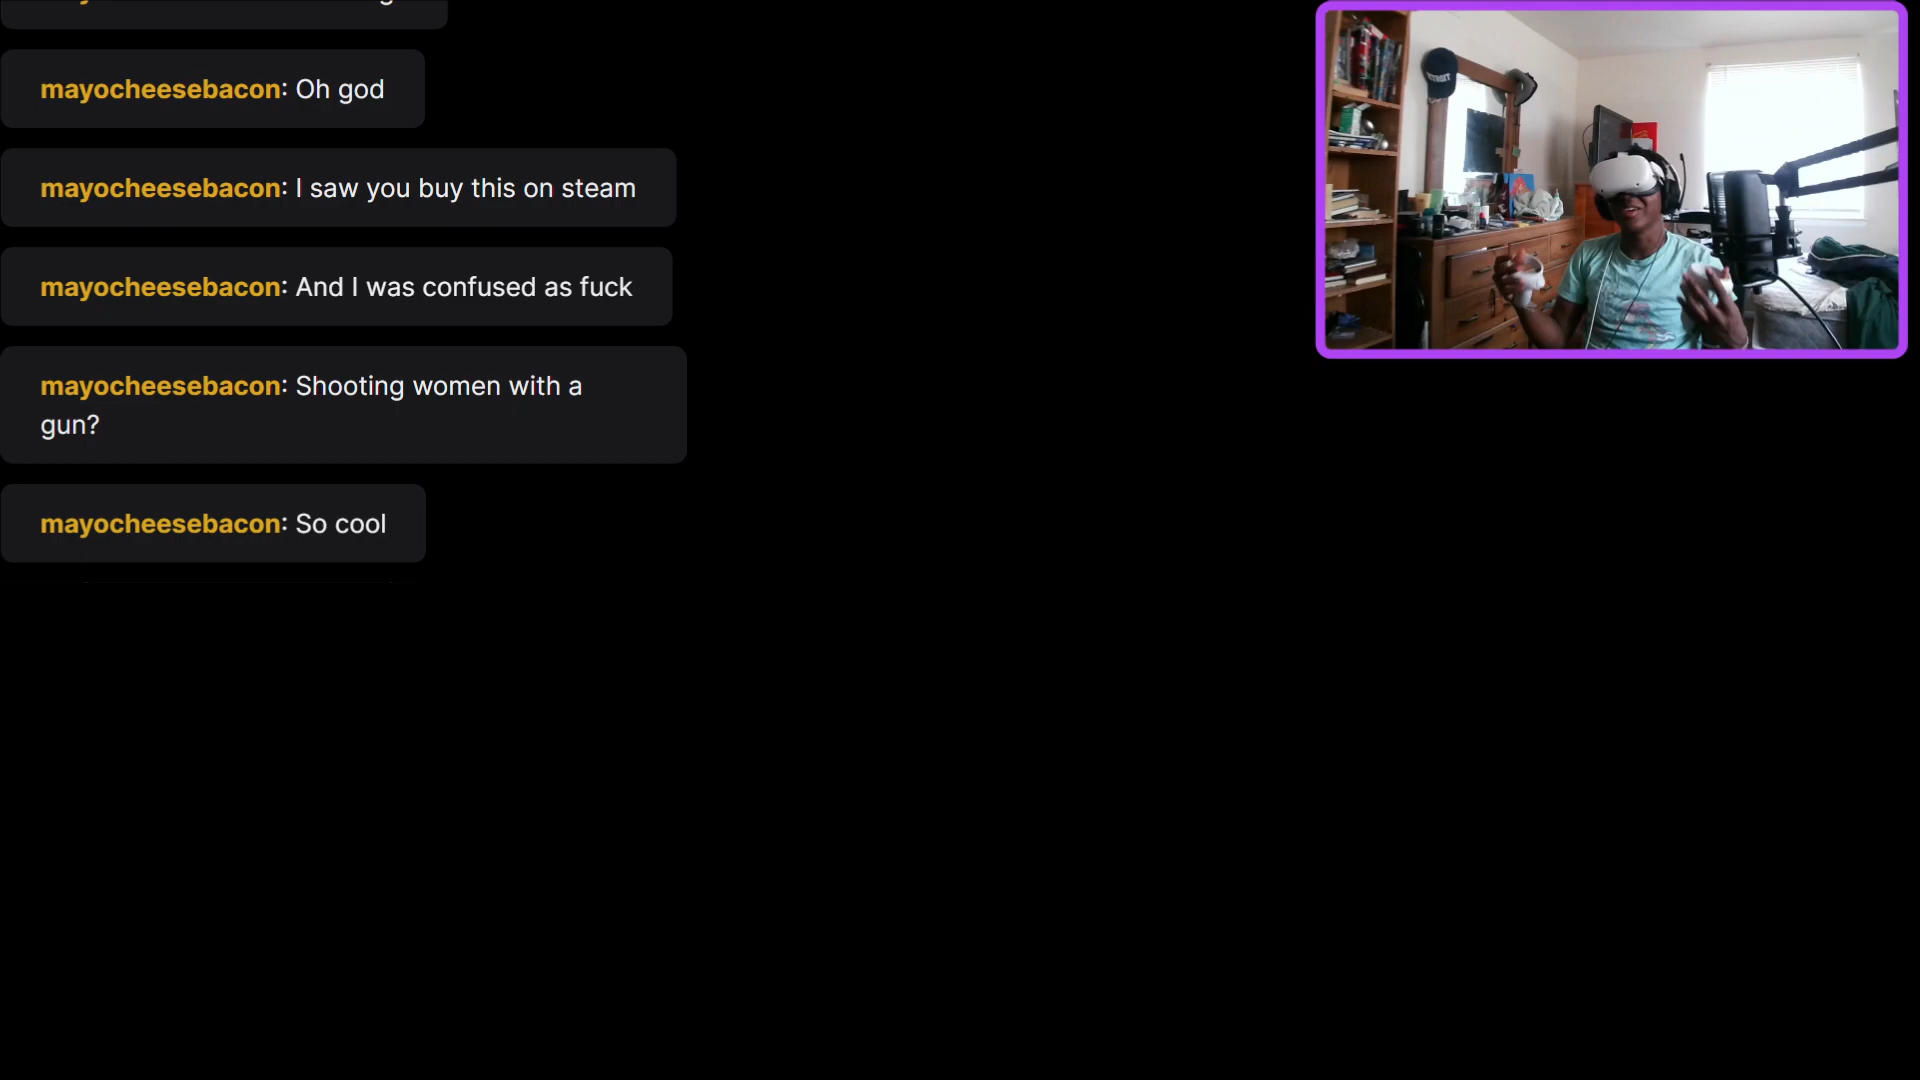 mayocheesebacon: Oh god
mayocheesebacon: I saw you buy this on steam
mayocheesebacon: And I was confused as fuck
mayocheesebacon: Shooting women with a
gun?
mayocheesebacon: So cool
DETROIT